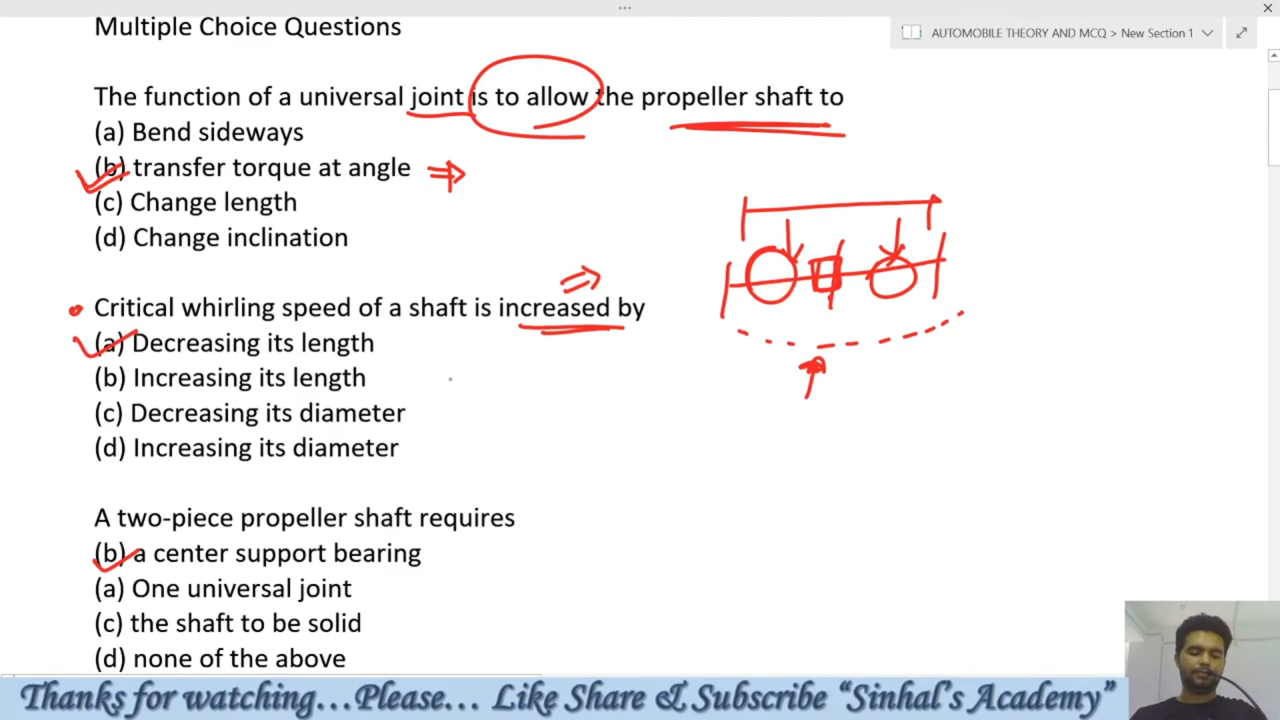 Multiple Choice Questions
AUTOMOBILE THEORY AND MCQ > New Section 1
The function of a universal joint is to allow the propeller shaft to
(a) Bend sideways
(b) transfer torque at angle
(c) Change length
(d) Change inclination
Critical whirling speed of a shaft is increased by
(a) Decreasing its length
(b) Increasing its length
(c) Decreasing its diameter
(d) Increasing its diameter
A two-piece propeller shaft requires
(b) a center support bearing
(a) One universal joint
(c) the shaft to be solid
(d) none of the above
Thanks for watching...Please... Like Share & Subscribe “Sinhal's Academy”